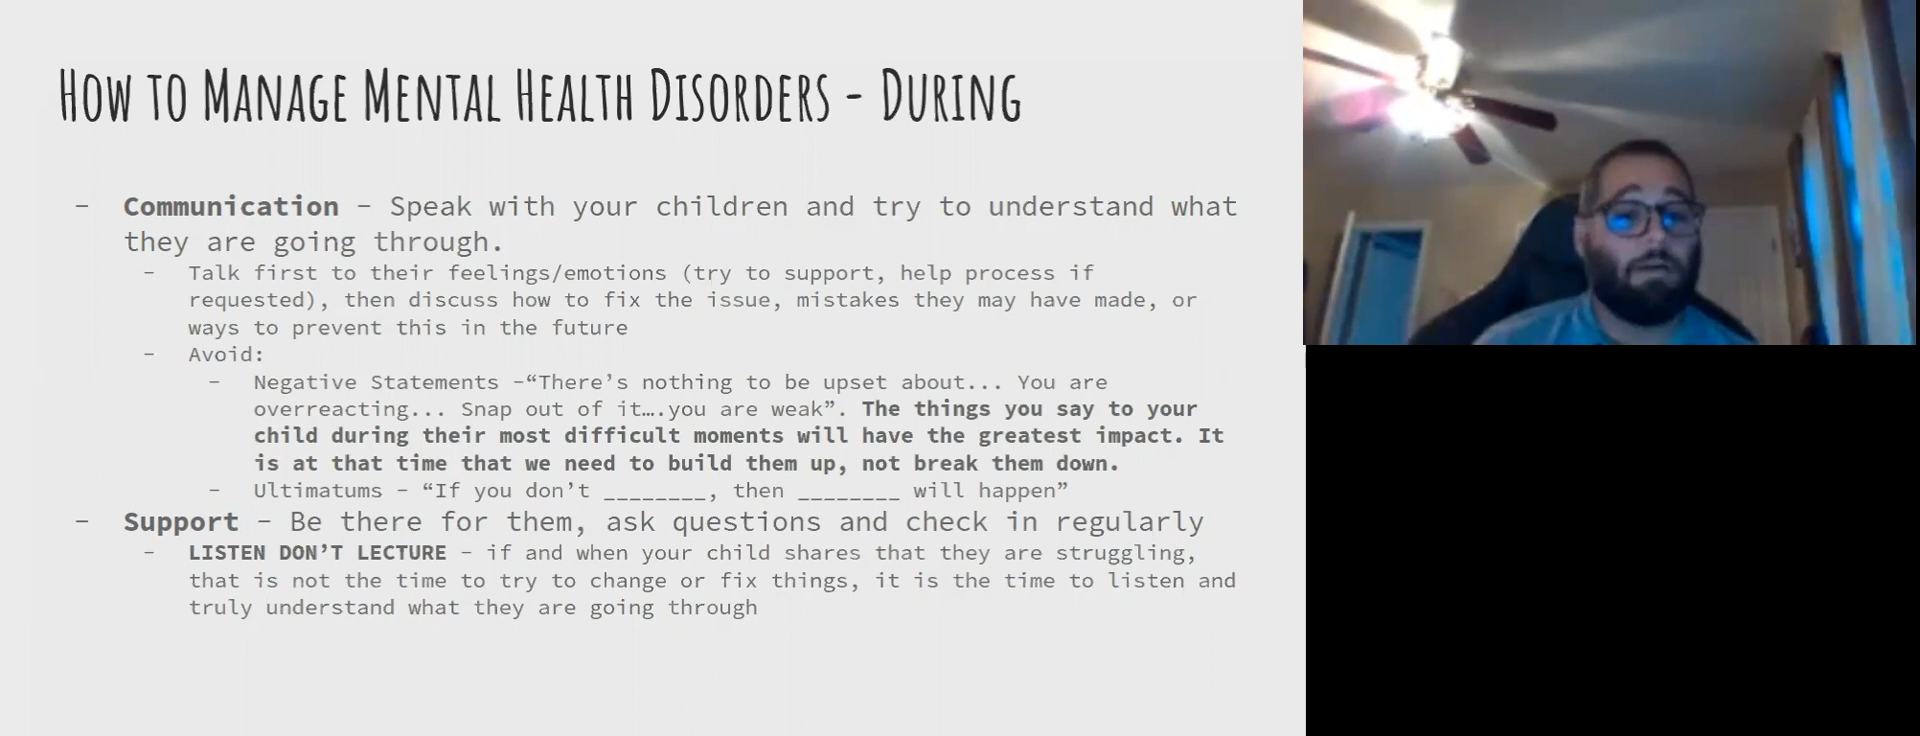 How to Manage Mental Health Disorders - During
- Communication - Speak with your children and try to understand what
they are going through.
- Talk first to their feelings/emotions (try to support, help process if
requested), then discuss how to fix the issue, mistakes they may have made, or
ways to prevent this in the future
- Avoid:
- Negative Statements -“There’s nothing to be upset about... You are
overreacting... Snap out of it….you are weak”. The things you say to your
child during their most difficult moments will have the greatest impact. It
is at that time that we need to build them up, not break them down.
- Ultimatums - “If you don’t ________, then ________ will happen”
- Support - Be there for them, ask questions and check in regularly
- LISTEN DON’T LECTURE - if and when your child shares that they are struggling,
that is not the time to try to change or fix things, it is the time to listen and
truly understand what they are going through